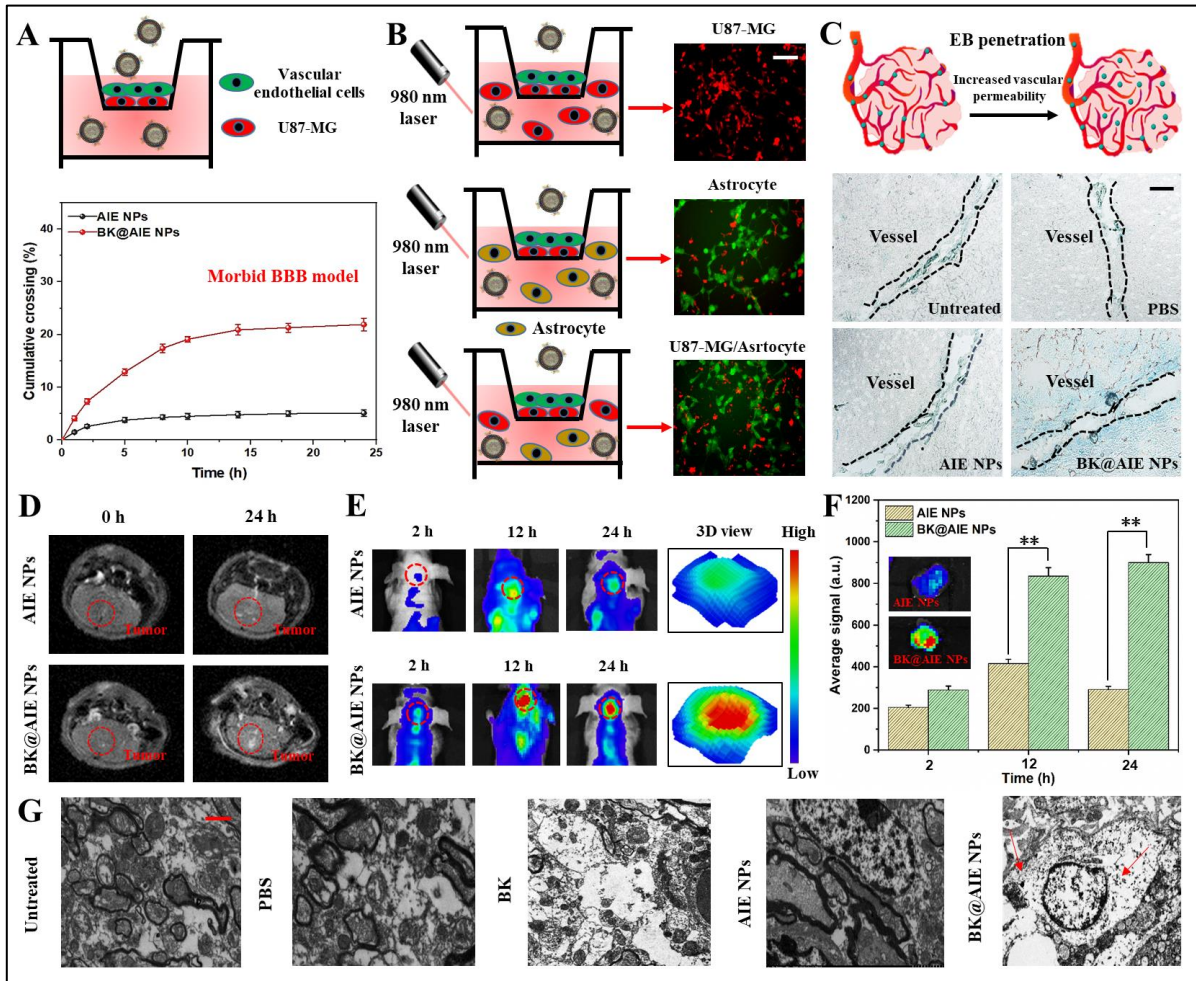 A
Vascular
endothelial cells
U87-MG
AIE NPs
BK@AIE NPs
Morbid BBB model
Cumulative crossing (%)
40
30
20
10
0
0 5 10 15 20 25
Time (h)
B
980 nm
laser
U87-MG
980 nm
laser
Astrocyte
Astrocyte
980 nm
laser
U87-MG/Asrtocyte
C
EB penetration
Increased vascular
permeability
Vessel
Untreated
Vessel
PBS
Vessel
AIE NPs
Vessel
BK@AIE NPs
D
0 h 24 h
AIE NPs
Tumor
Tumor
BK@AIE NPs
Tumor
Tumor
E
2 h 12 h 24 h 3D view
AIE NPs
2 h 12 h 24 h
BK@AIE NPs
High
Low
F
AIE NPs
BK@AIE NPs
**
**
AIE NPs
BK@AIE NPs
Average signal (a.u.)
1200
1000
800
600
400
200
0
2 12 24
Time (h)
G
Untreated
PBS
BK
AIE NPs
BK@AIE NPs